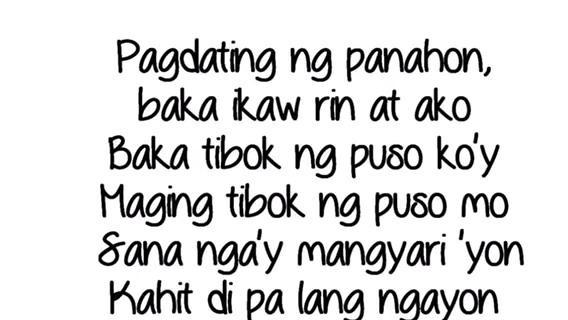 Pagdating ng panahon,
baka ikaw rin at ako
Baka tibok ng puso ko'y
Maging tibok ng puso mo
Sana nga'y mangyari 'yon
Kahit di pa lang ngayon